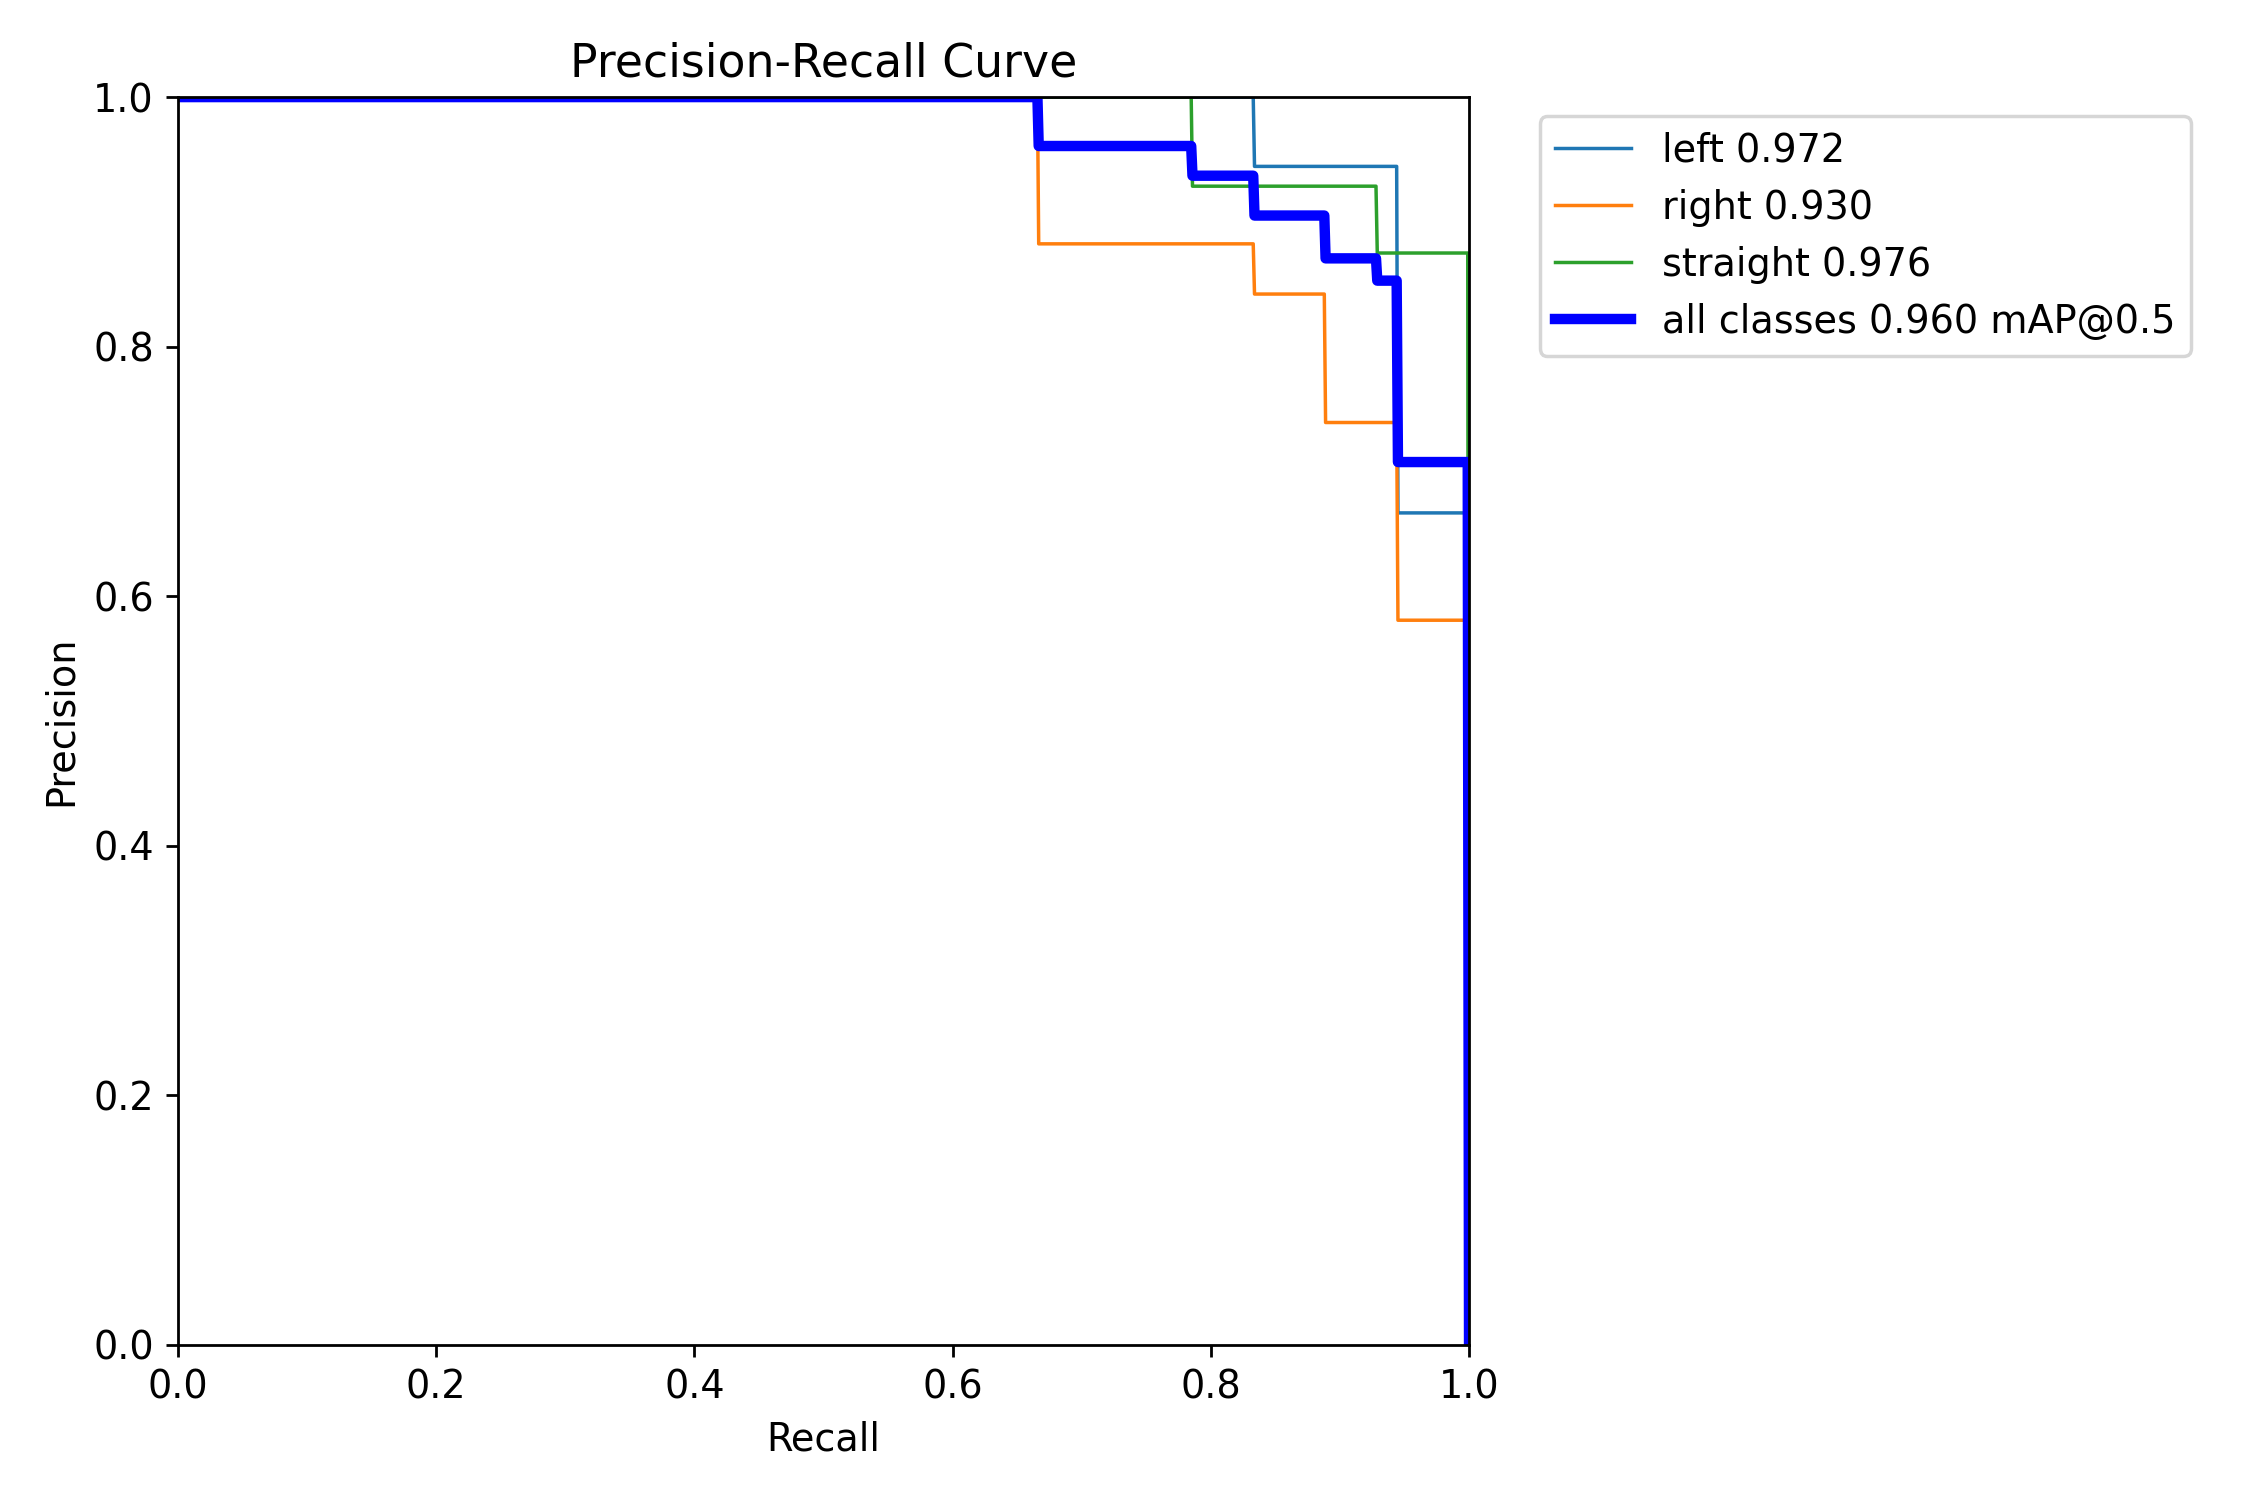 Precision-Recall Curve
left 0.972
right 0.930
straight 0.976
all classes 0.960 mAP@0.5
Precision
1.0
0.8
0.6
0.4
0.2
0.0
0.0 0.2 0.4 0.6 0.8 1.0
Recall